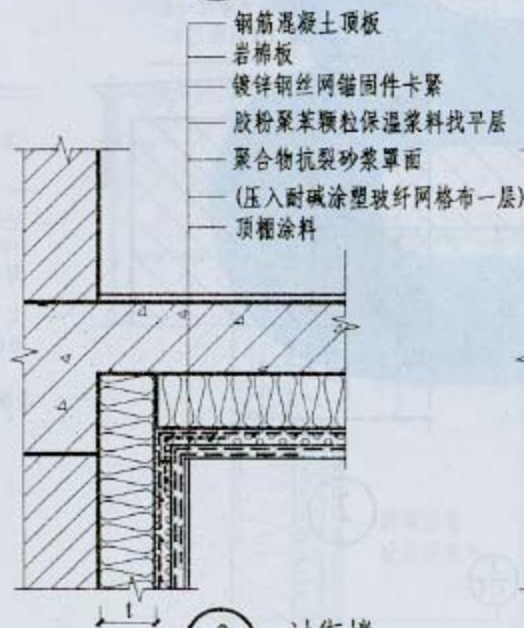 钢筋混凝土顶板
岩棉板
镀锌钢丝网锚固件卡紧
胶粉聚苯颗粒保温浆料找平层
聚合物抗裂砂浆罩面
(压入耐碱涂塑玻纤网格布一层)
顶棚涂料
t